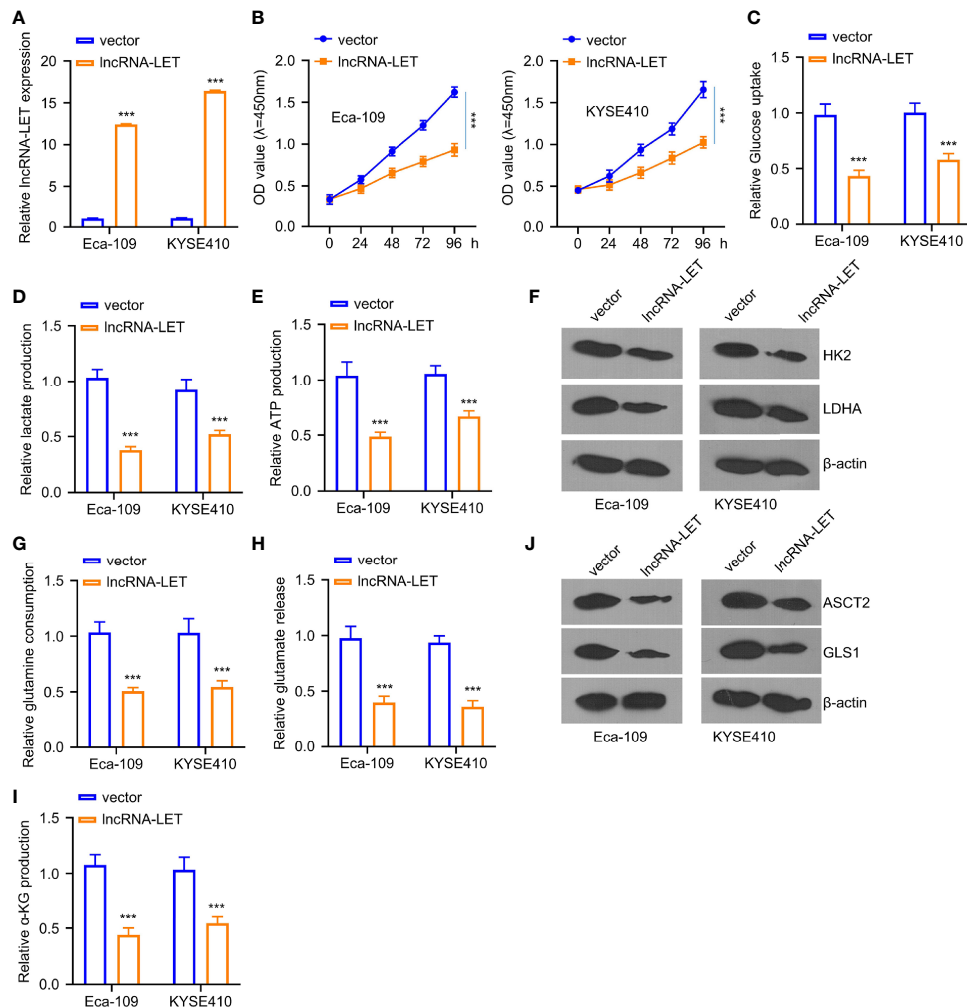 A
vector
lncRNA-LET
Relative lncRNA-LET expression
20
15
10
5
0
***
***
Eca-109
KYSE410
B
vector
lncRNA-LET
OD value (λ=450nm)
2.0
1.5
1.0
0.5
0.0
Eca-109
***
0 24 48 72 96 h
vector
lncRNA-LET
OD value (λ=450nm)
2.0
1.5
1.0
0.5
0.0
KYSE410
***
0 24 48 72 96 h
C
vector
lncRNA-LET
Relative Glucose uptake
1.5
1.0
0.5
0.0
***
***
Eca-109
KYSE410
D
vector
lncRNA-LET
Relative lactate production
1.5
1.0
0.5
0.0
***
***
Eca-109
KYSE410
E
vector
lncRNA-LET
Relative ATP production
1.5
1.0
0.5
0.0
***
***
Eca-109
KYSE410
F
vector
lncRNA-LET
vector
lncRNA-LET
HK2
LDHA
β-actin
Eca-109
KYSE410
G
vector
lncRNA-LET
Relative glutamine consumption
1.5
1.0
0.5
0.0
***
***
Eca-109
KYSE410
H
vector
lncRNA-LET
Relative glutamate release
1.5
1.0
0.5
0.0
***
***
Eca-109
KYSE410
J
vector
lncRNA-LET
vector
lncRNA-LET
ASCT2
GLS1
β-actin
Eca-109
KYSE410
I
vector
lncRNA-LET
Relative α-KG production
1.5
1.0
0.5
0.0
***
***
Eca-109
KYSE410